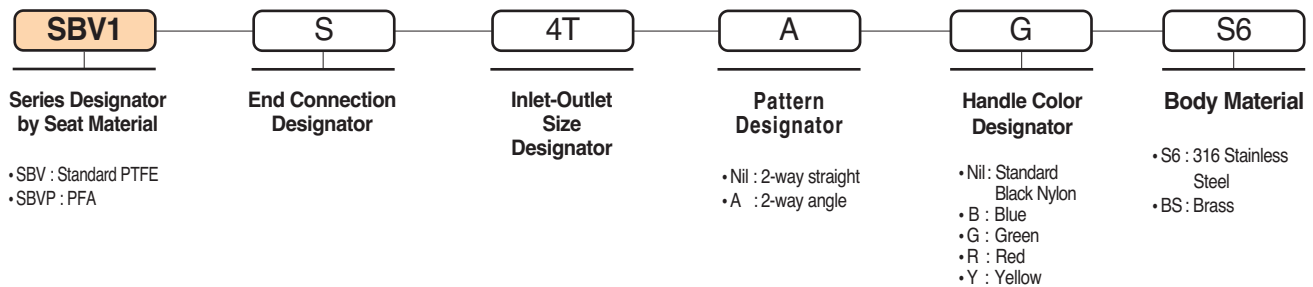 SBV1
S
4T
A
G
S6
Series Designator
by Seat Material
• SBV : Standard PTFE
• SBVP : PFA
End Connection
Designator
Inlet-Outlet
Size
Designator
Pattern
Designator
• Nil : 2-way straight
• A : 2-way angle
Handle Color
Designator
• Nil : Standard
Black Nylon
• B : Blue
• G : Green
• R : Red
• Y : Yellow
Body Material
• S6 : 316 Stainless
Steel
• BS : Brass